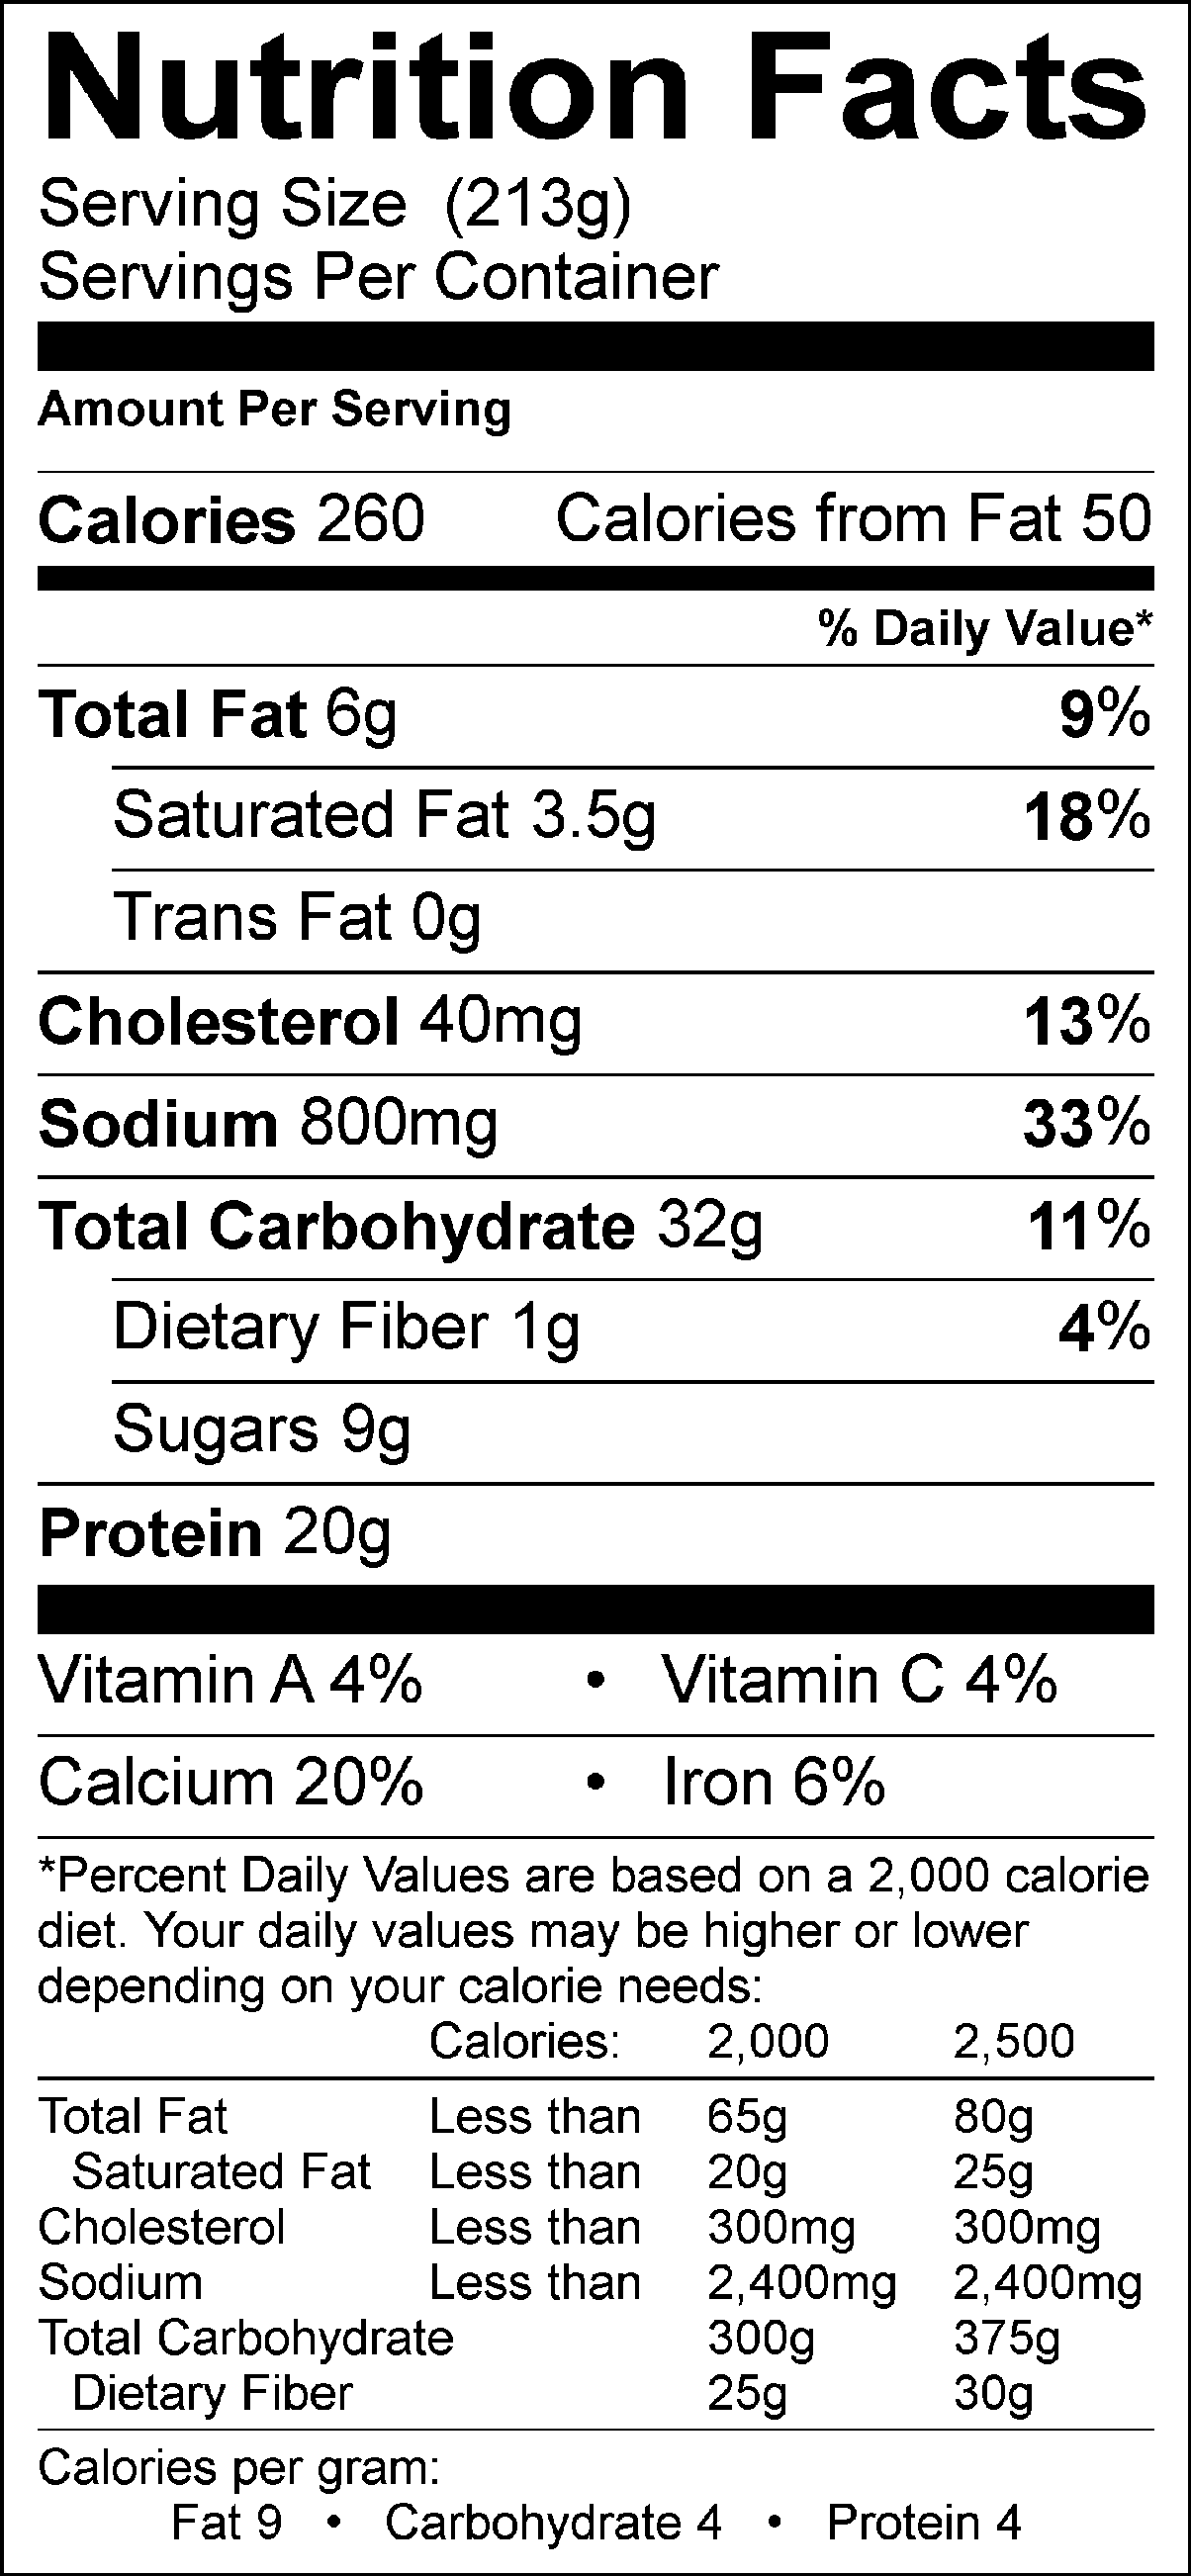 Nutrition Facts
Serving Size (213g)
Servings Per Container
Amount Per Serving
Calories 260 Calories from Fat 50
% Daily Value*
Total Fat 6g 9%
Saturated Fat 3.5g 18%
Trans Fat 0g
Cholesterol 40mg 13%
Sodium 800mg 33%
Total Carbohydrate 32g 11%
Dietary Fiber 1g 4%
Sugars 9g
Protein 20g
Vitamin A 4% • Vitamin C 4%
Calcium 20% • Iron 6%
*Percent Daily Values are based on a 2,000 calorie
diet. Your daily values may be higher or lower
depending on your calorie needs:
Calories: 2,000 2,500
Total Fat Less than 65g 80g
Saturated Fat Less than 20g 25g
Cholesterol Less than 300mg 300mg
Sodium Less than 2,400mg 2,400mg
Total Carbohydrate 300g 375g
Dietary Fiber 25g 30g
Calories per gram:
Fat 9 • Carbohydrate 4 • Protein 4